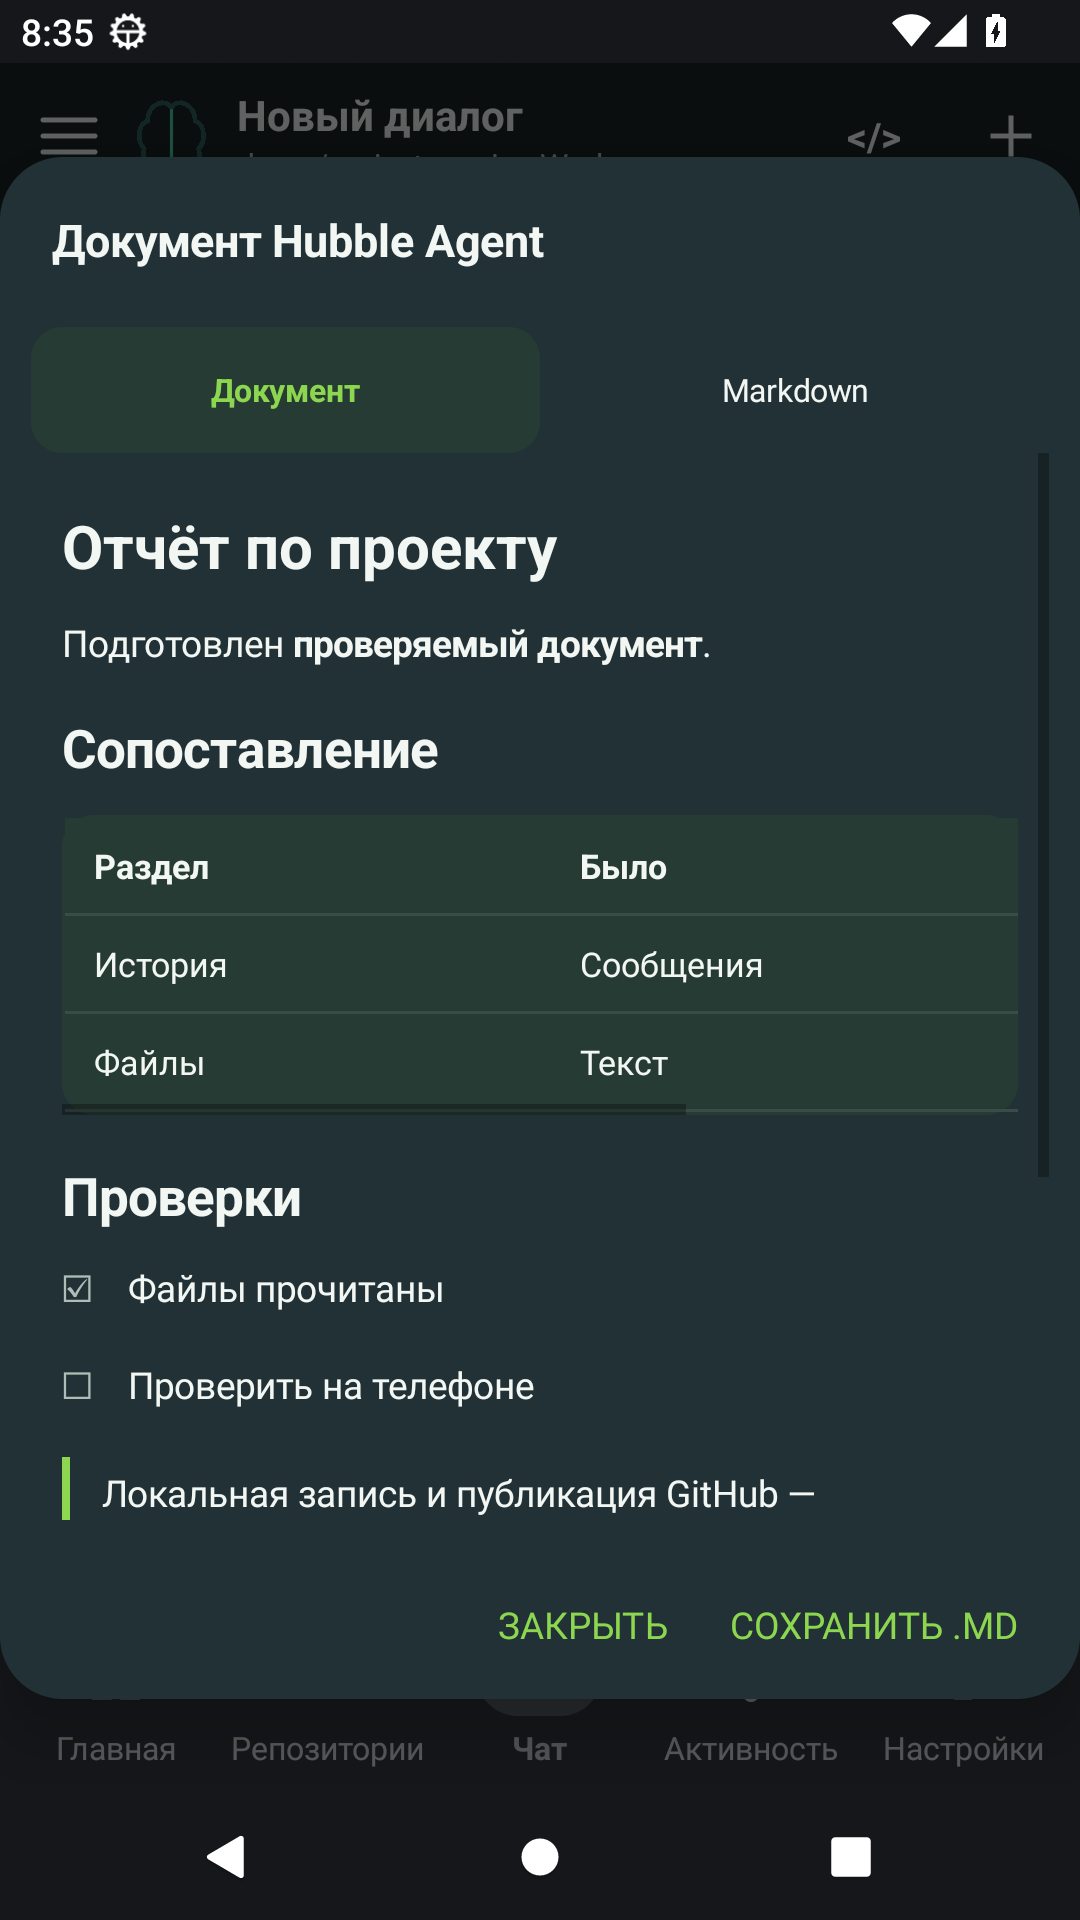 8:35
Новый диалог
</>
Документ Hubble Agent
Документ
Markdown
Отчёт по проекту
Подготовлен проверяемый документ.
Сопоставление
Раздел Было
История Сообщения
Файлы Текст
Проверки
☑ Файлы прочитаны
☐ Проверить на телефоне
Локальная запись и публикация GitHub —
ЗАКРЫТЬ СОХРАНИТЬ .MD
Главная Репозитории Чат Активность Настройки